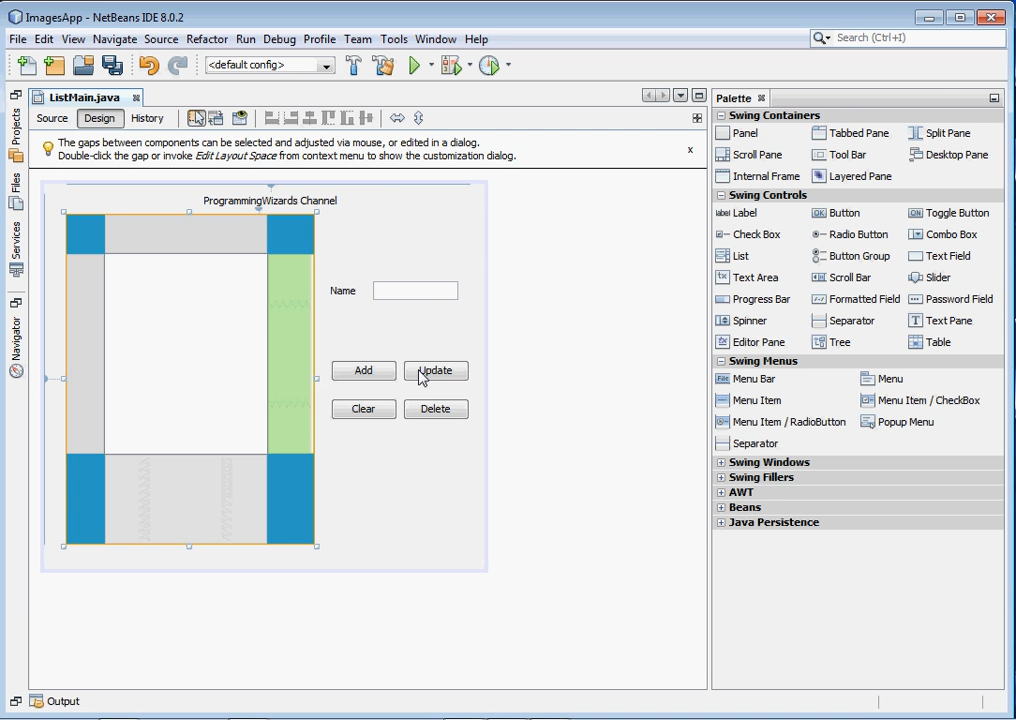 ImagesApp - NetBeans IDE 8.0.2
File Edit View Navigate Source Refactor Run Debug Profile Team Tools Window Help
Search (Ctrl+I)
<default config>
ListMain.java
Source Design History
The gaps between components can be selected and adjusted via mouse, or edited in a dialog.
Double-click the gap or invoke Edit Layout Space from context menu to show the customization dialog.
x
Projects
Files
Services
Navigator
ProgrammingWizards Channel
Name
Add Update
Clear Delete
Palette
Swing Containers
Panel Tabbed Pane Split Pane
Scroll Pane Tool Bar Desktop Pane
Internal Frame Layered Pane
Swing Controls
label Label OK Button ON Toggle Button
Check Box Radio Button Combo Box
List Button Group Text Field
Text Area Scroll Bar Slider
Progress Bar Formatted Field Password Field
Spinner Separator T Text Pane
Editor Pane Tree Table
Swing Menus
File Menu Bar Menu
Menu Item Menu Item / CheckBox
Menu Item / RadioButton Popup Menu
Separator
Swing Windows
Swing Fillers
AWT
Beans
Java Persistence
Output